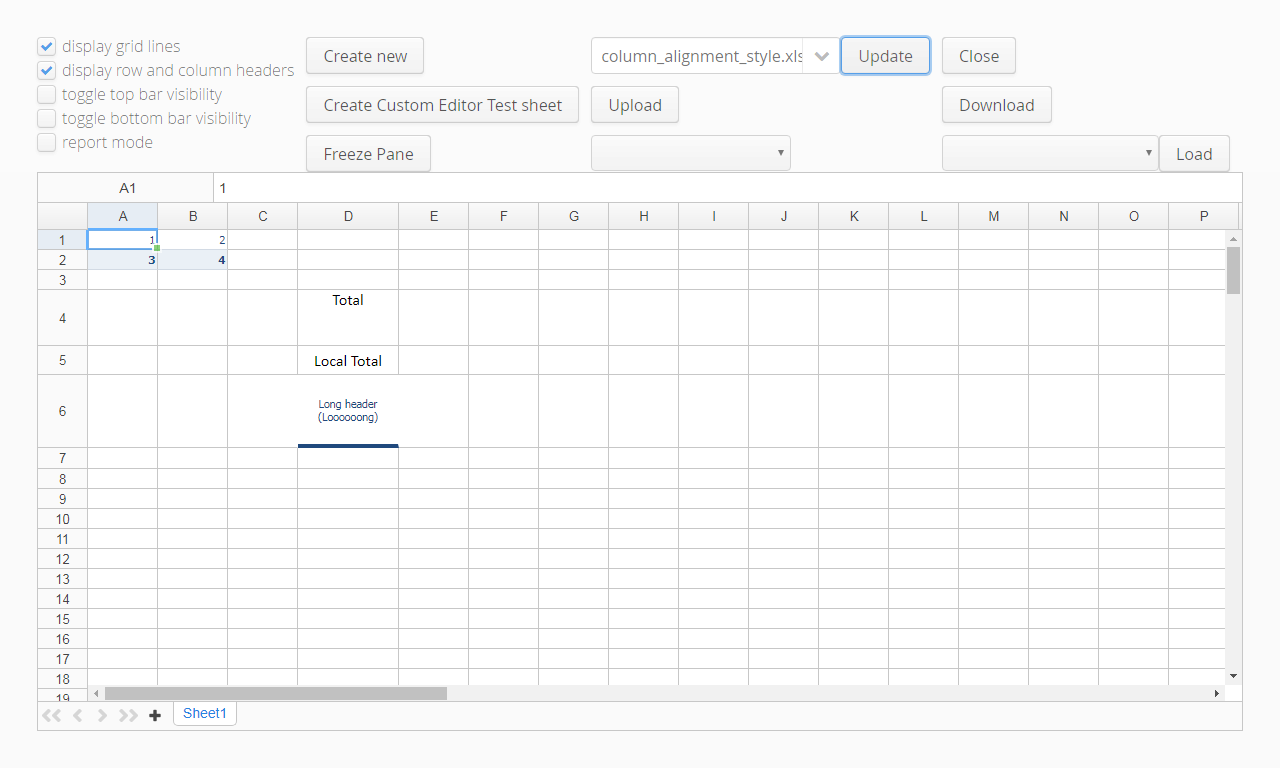 display grid lines
display row and column headers
toggle top bar visibility
toggle bottom bar visibility
report mode
Create new
column_alignment_style.xls
Update
Close
Create Custom Editor Test sheet
Upload
Download
Freeze Pane
Load
A1 1
A B C D E F G H I J K L M N O P
1 1 2
2 3 4
3
4 Total
5 Local Total
6 Long header
(Loooooong)
7
8
9
10
11
12
13
14
15
16
17
18
19
Sheet1